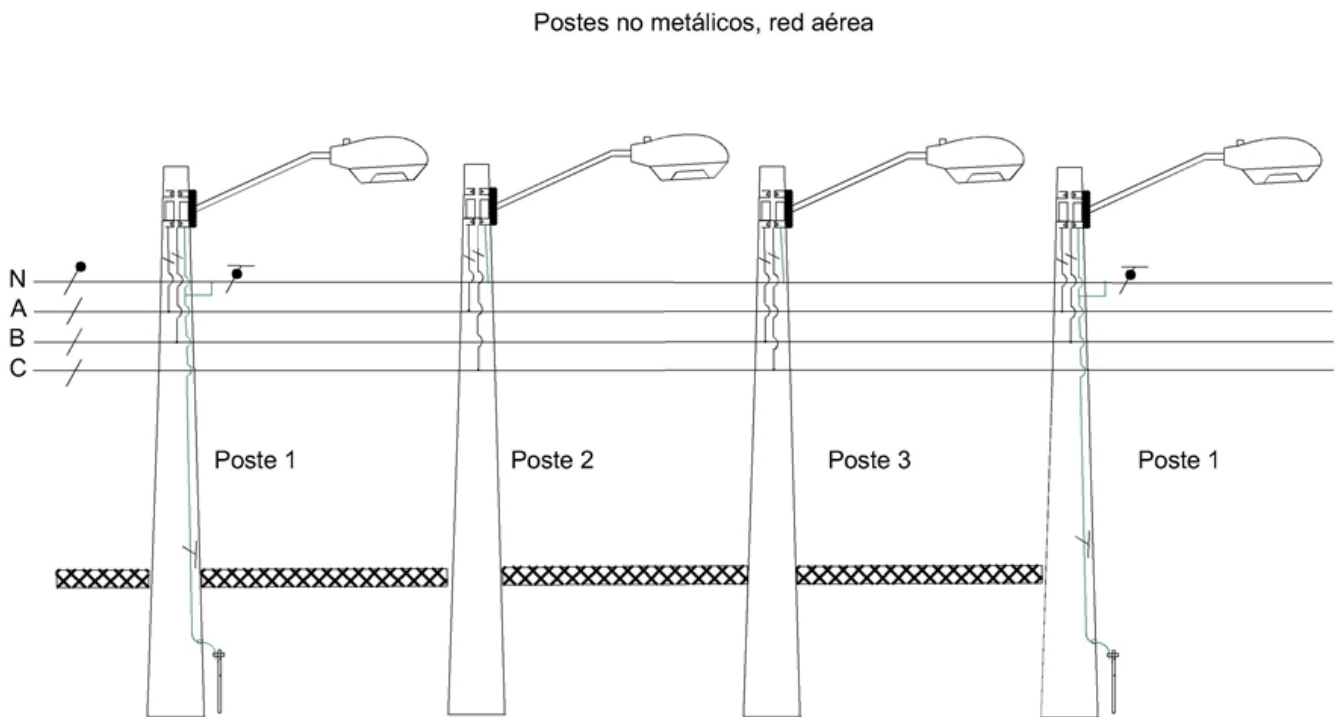 Postes no metálicos, red aérea
N
A
B
C
Poste 1
Poste 2
Poste 3
Poste 1